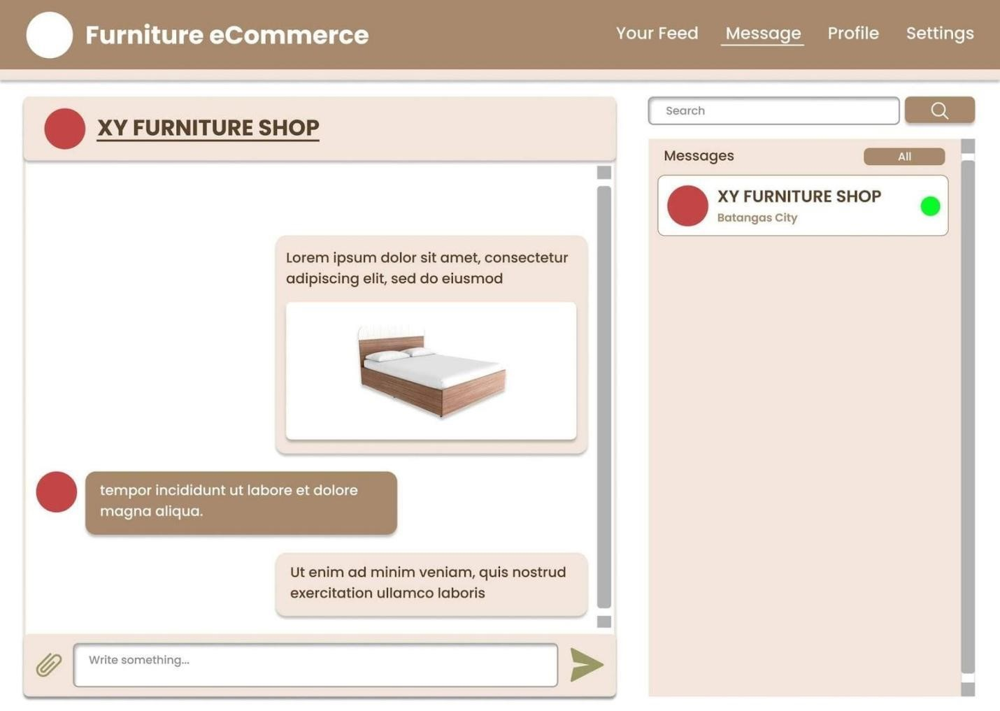 Furniture eCommerce
Your Feed Message Profile Settings
XY FURNITURE SHOP
Lorem ipsum dolor sit amet, consectetur
adipiscing elit, sed do eiusmod
tempor incididunt ut labore et dolore
magna aliqua.
Ut enim ad minim veniam, quis nostrud
exercitation ullamco laboris
Write something...
Search
Messages All
XY FURNITURE SHOP
Batangas City